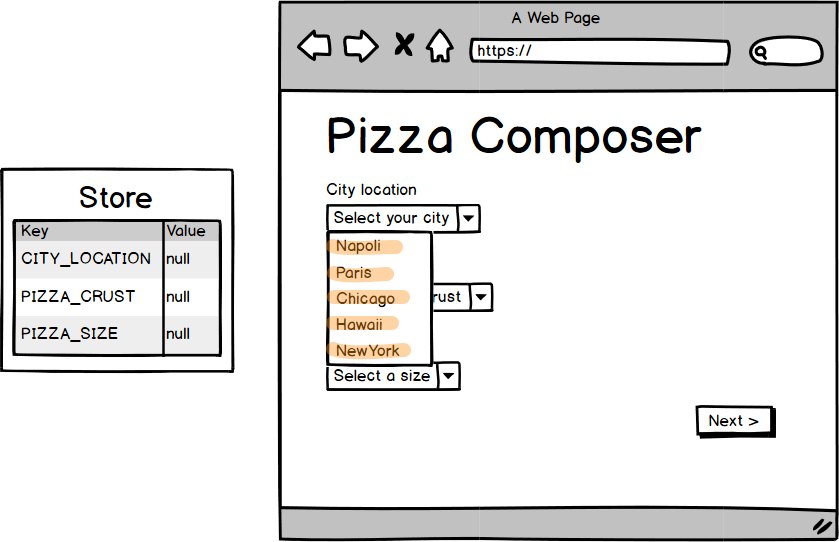 A Web Page
https://
Pizza Composer
City location
Select your city
Napoli
Paris
Chicago
Hawaii
NewYork
rust
Select a size
Next >
Store
Key Value
CITY_LOCATION null
PIZZA_CRUST null
PIZZA_SIZE null